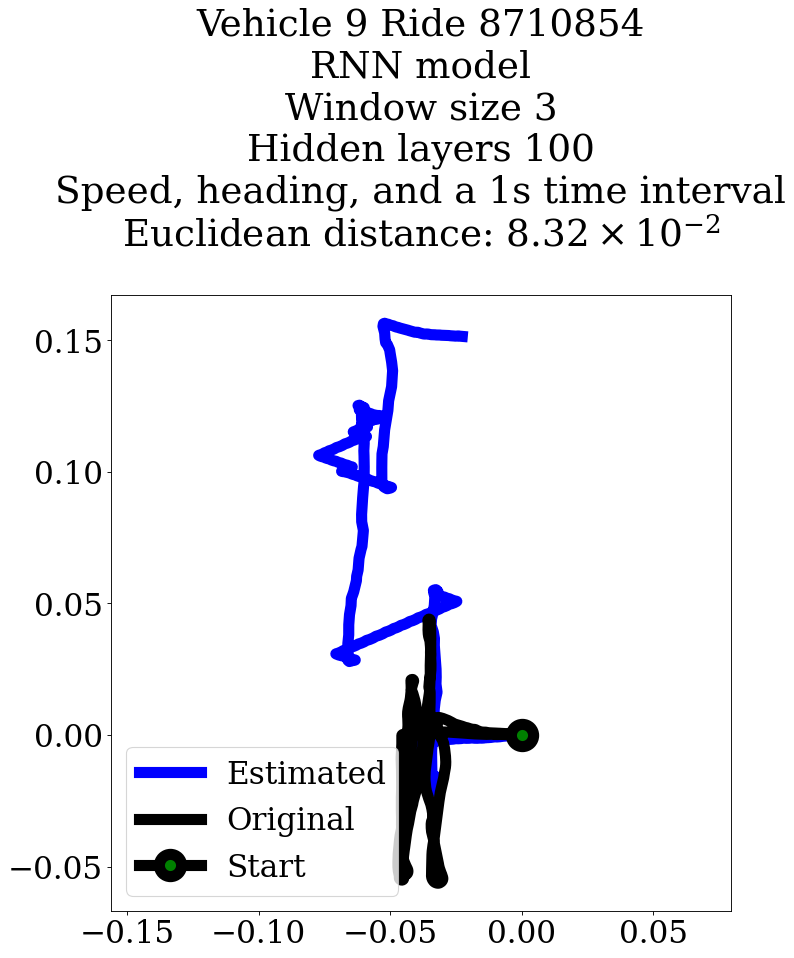 Vehicle 9 Ride 8710854
RNN model
Window size 3
Hidden layers 100
Speed, heading, and a 1s time interval
Euclidean distance: 8.32 × 10⁻²
0.15
0.10
0.05
0.00
−0.05
Estimated
Original
Start
−0.15 −0.10 −0.05 0.00 0.05